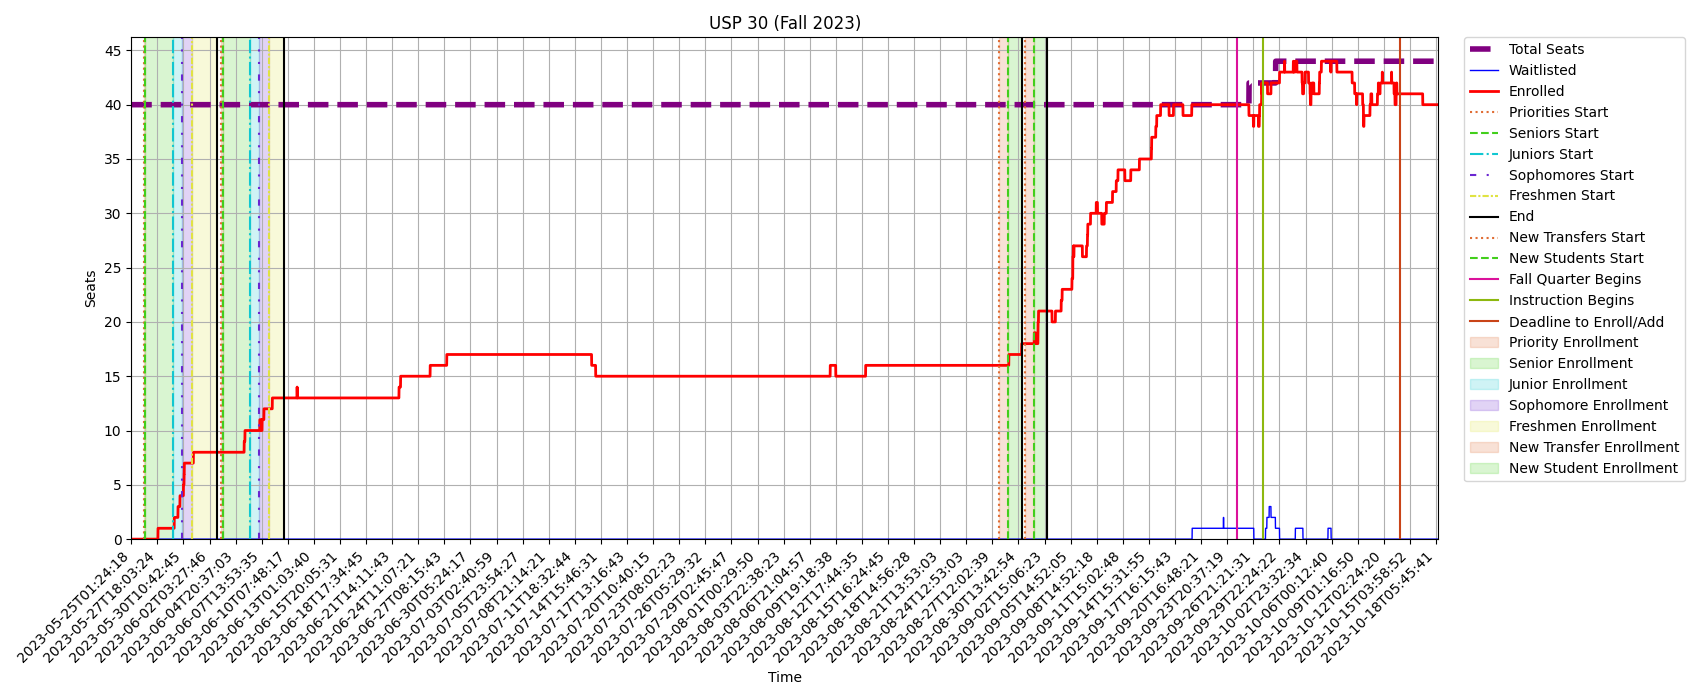 USP 30 (Fall 2023)
Seats
45
40
35
30
25
20
15
10
5
0
2023-05-25T01:24:18
2023-05-27T18:03:24
2023-05-30T10:42:45
2023-06-02T03:27:46
2023-06-04T20:37:03
2023-06-07T13:53:35
2023-06-10T07:48:17
2023-06-13T01:03:40
2023-06-15T20:05:31
2023-06-18T17:34:45
2023-06-21T14:11:43
2023-06-24T11:07:21
2023-06-27T08:15:43
2023-06-30T05:24:17
2023-07-03T02:40:59
2023-07-05T23:54:27
2023-07-08T21:14:21
2023-07-11T18:32:44
2023-07-14T15:46:31
2023-07-17T13:16:43
2023-07-20T10:40:15
2023-07-23T08:02:23
2023-07-26T05:29:32
2023-07-29T02:45:47
2023-08-01T00:29:50
2023-08-03T22:38:23
2023-08-06T21:04:57
2023-08-09T19:18:38
2023-08-12T17:44:35
2023-08-15T16:24:45
2023-08-18T14:56:28
2023-08-21T13:53:03
2023-08-24T12:53:03
2023-08-27T12:02:39
2023-08-30T13:42:54
2023-09-02T15:06:23
2023-09-05T14:52:05
2023-09-08T14:52:18
2023-09-11T15:02:48
2023-09-14T15:31:55
2023-09-17T16:15:43
2023-09-20T16:48:21
2023-09-23T20:37:19
2023-09-26T21:21:31
2023-09-29T22:24:22
2023-10-02T23:32:34
2023-10-06T00:12:40
2023-10-09T01:16:50
2023-10-12T02:24:20
2023-10-15T03:58:52
2023-10-18T05:45:41
Time
Total Seats
Waitlisted
Enrolled
Priorities Start
Seniors Start
Juniors Start
Sophomores Start
Freshmen Start
End
New Transfers Start
New Students Start
Fall Quarter Begins
Instruction Begins
Deadline to Enroll/Add
Priority Enrollment
Senior Enrollment
Junior Enrollment
Sophomore Enrollment
Freshmen Enrollment
New Transfer Enrollment
New Student Enrollment